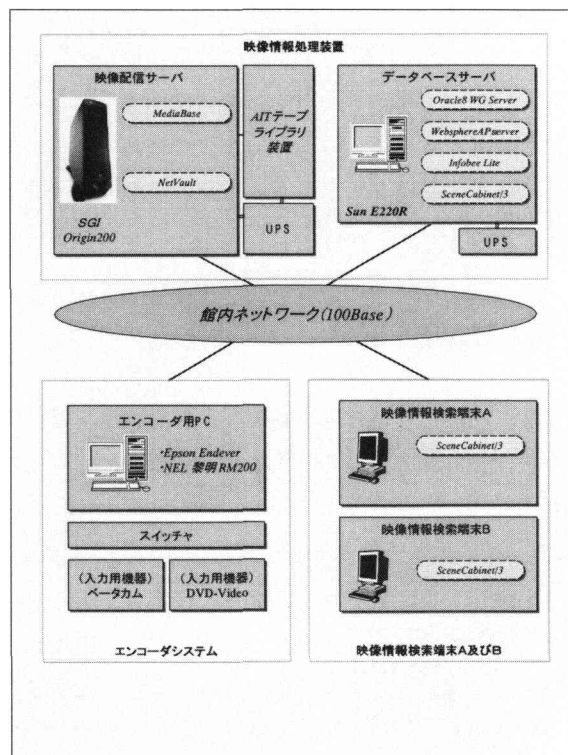 映像情報処理装置
映像配信サーバ
MediaBase
NetVault
SGI
Origin200
AITテープ
ライブラリ
装置
UPS
データベースサーバ
Oracle8 WG Server
WebsphereAPserver
Infobee Lite
SceneCabinet/3
Sun E220R
UPS
館内ネットワーク(100Base)
エンコーダ用PC
・Epson Endever
・NEL 黎明 RM200
スイッチャ
(入力用機器)
ベータカム
(入力用機器)
DVD-Video
エンコーダシステム
映像情報検索端末A
SceneCabinet/3
映像情報検索端末B
SceneCabinet/3
映像情報検索端末A及びB